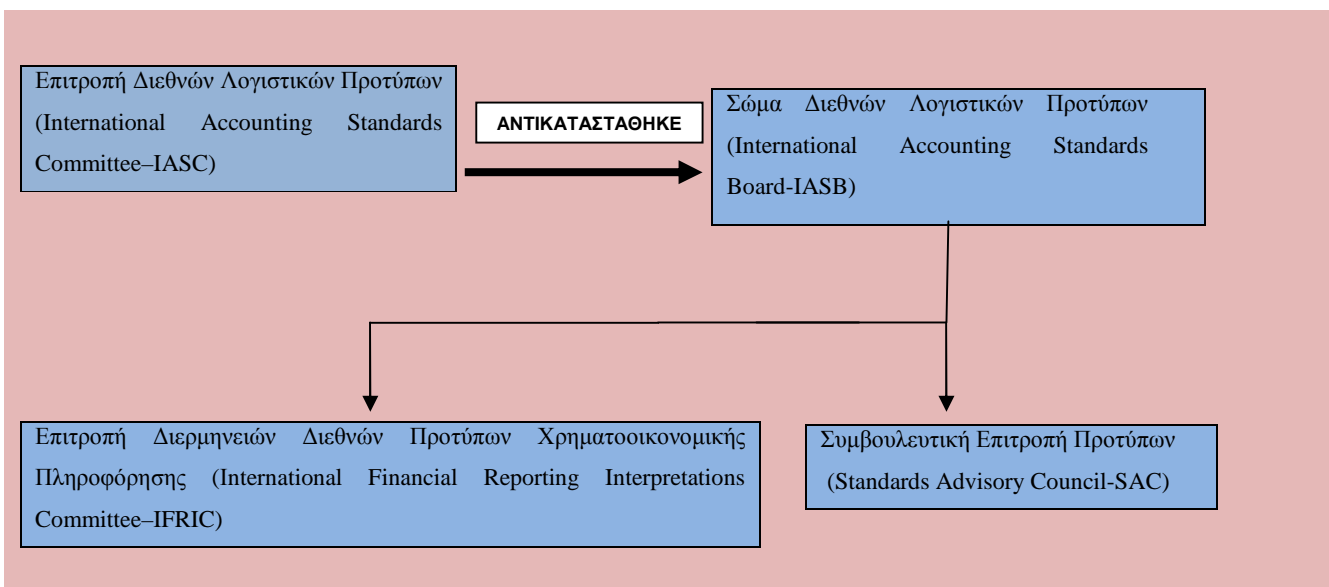 Επιτροπή Διεθνών Λογιστικών Προτύπων
(International Accounting Standards
Committee–IASC)
ΑΝΤΙΚΑΤΑΣΤΑΘΗΚΕ
Σώμα Διεθνών Λογιστικών Προτύπων
(International Accounting Standards
Board-IASB)
Επιτροπή Διερμηνειών Διεθνών Προτύπων Χρηματοοικονομικής
Πληροφόρησης (International Financial Reporting Interpretations
Committee–IFRIC)
Συμβουλευτική Επιτροπή Προτύπων
(Standards Advisory Council-SAC)